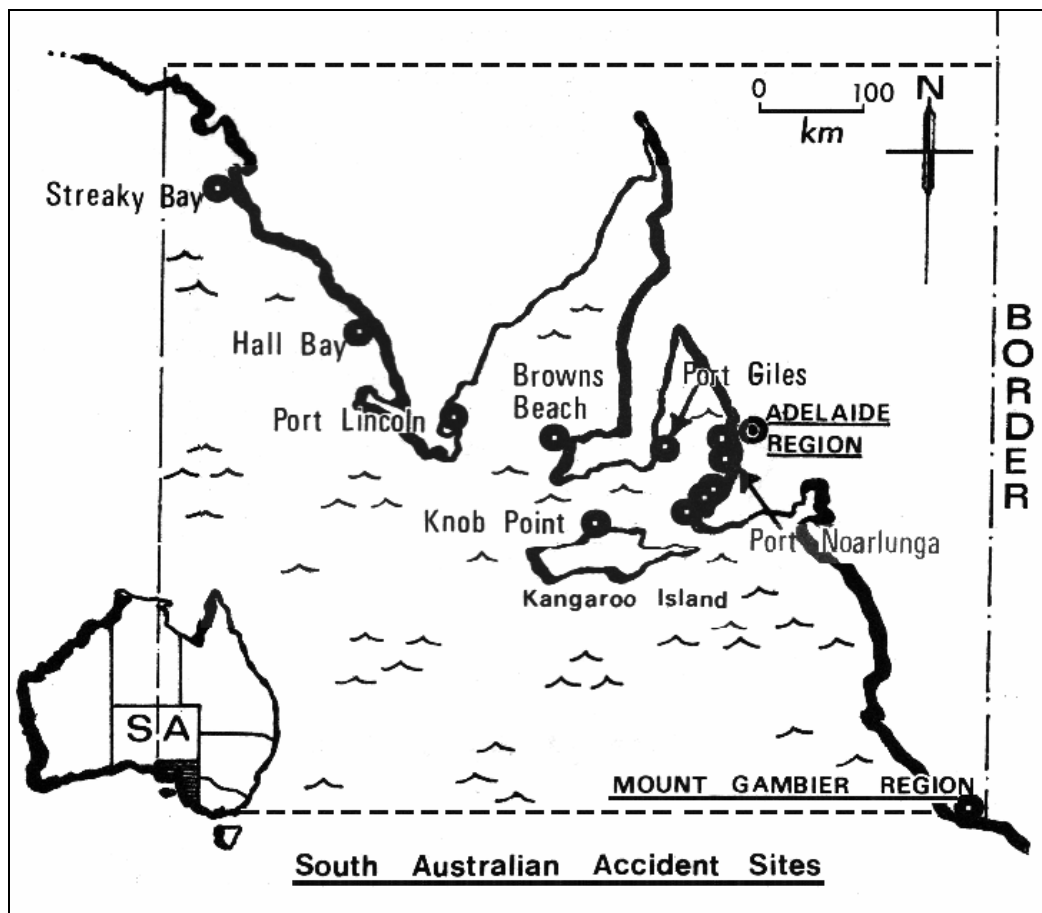 0 100 N
km
Streaky Bay
BORDER
Hall Bay
Browns
Beach
Port Giles
Port Lincoln
ADELAIDE
REGION
Knob Point
Port Noarlunga
Kangaroo Island
SA
MOUNT GAMBIER REGION
South Australian Accident Sites